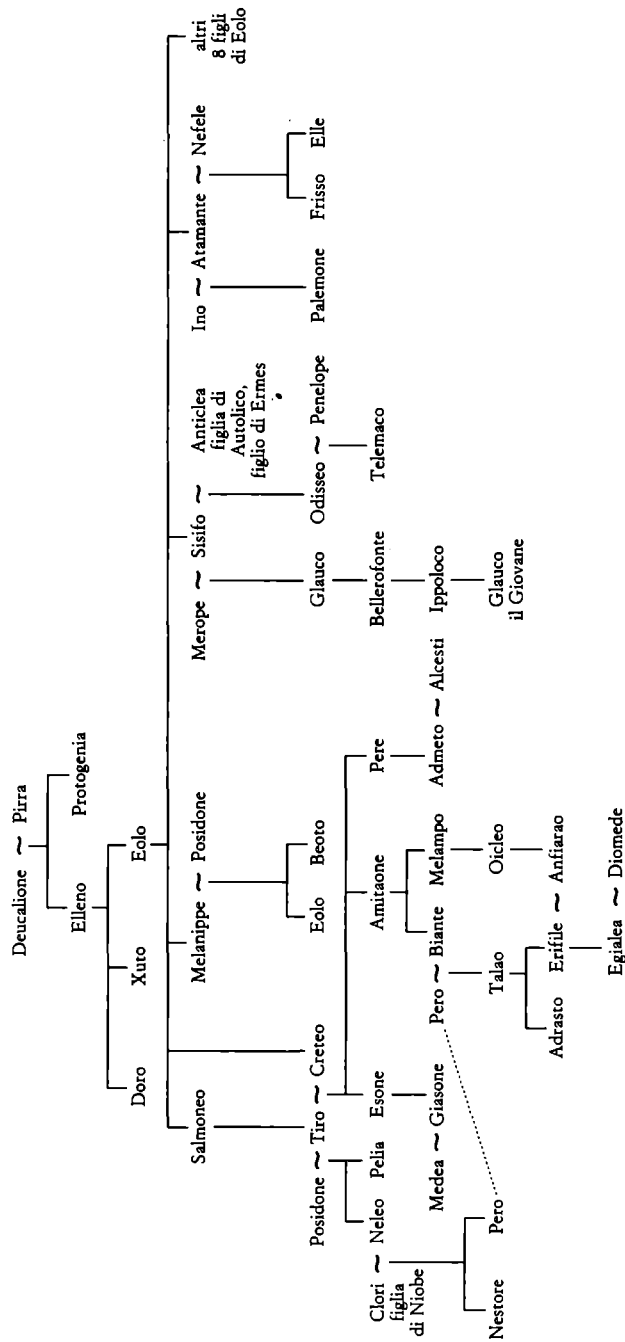 Deucalione ~ Pirra
Elleno Protogenia
Doro Xuto Eolo
Salmoneo Melanippe ~ Posidone Merope ~ Sisifo ~ Anticlea
figlia di
Autolico,
figlio di Ermes
Ino ~ Atamante ~ Nefele
altri
8 figli
di Eolo
Posidone ~ Tiro ~ Creteo Eolo Beoto Glauco Odisseo ~ Penelope Palemone Frisso Elle
Clori ~ Neleo Pelia Esone Amitaone Pere Bellerofonte Telemaco
figlia
di Niobe
Medea ~ Giasone Pero ~ Biante Melampo Admeto ~ Alcesti Ippoloco
Nestore Pero Talao Oicleo Glauco
il Giovane
Adrasto Erifile ~ Anfiarao
Egialea ~ Diomede